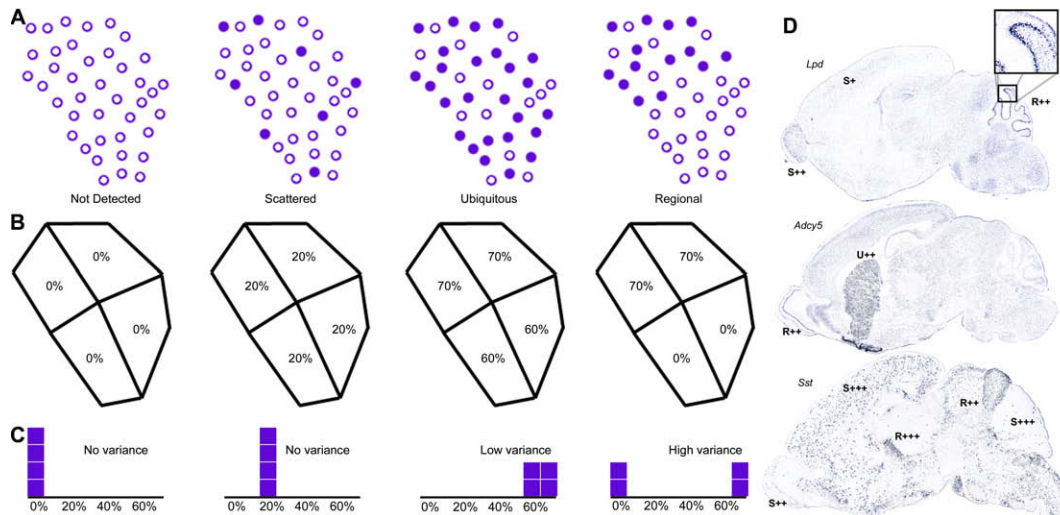 A
Not Detected
Scattered
Ubiquitous
Regional
B
0%
0%
0%
0%
20%
20%
20%
20%
70%
70%
60%
60%
70%
70%
0%
0%
C
No variance
No variance
Low variance
High variance
0% 20% 40% 60%
0% 20% 40% 60%
0% 20% 40% 60%
0% 20% 40% 60%
D
Lpd
S+
R++
S++
Adcy5
U++
R++
Sst
S+++
R++
S+++
R+++
S++